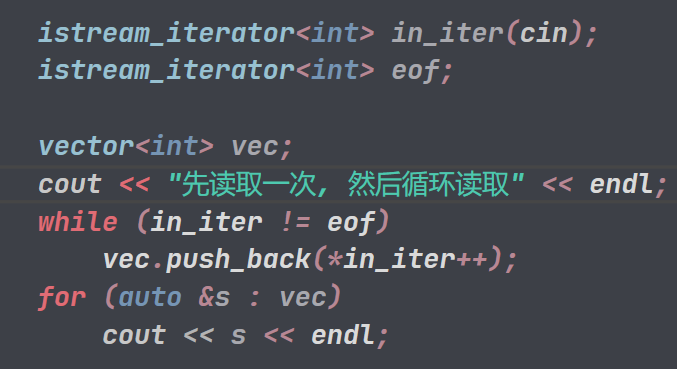 istream_iterator<int> in_iter(cin);
istream_iterator<int> eof;
vector<int> vec;
cout << "先读取一次, 然后循环读取" << endl;
while (in_iter != eof)
    vec.push_back(*in_iter++);
for (auto &s : vec)
    cout << s << endl;